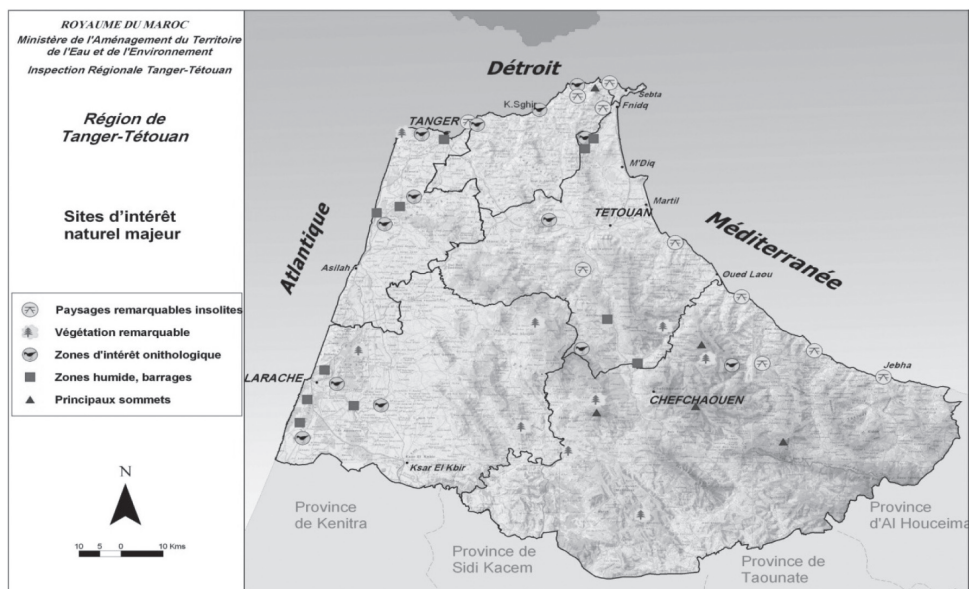 ROYAUME DU MAROC
Ministère de l'Aménagement du Territoire
de l'Eau et de l'Environnement
Inspection Régionale Tanger-Tétouan
Région de
Tanger-Tétouan
Sites d'intérêt
naturel majeur
Paysages remarquables insolites
Végétation remarquable
Zones d'intérêt onithologique
Zones humide, barrages
Principaux sommets
N
10 5 0 10 Kms
Détroit
Sebta
K.Sghir
Fnidq
TANGER
M'Diq
Martil
TETOUAN
Atlantique
Méditerranée
Asilah
Oued Laou
LARACHE
Jebha
CHEFCHAOUEN
Ksar El Kbir
Province
de Kenitra
Province
d'Al Houceima
Province de
Sidi Kacem
Province de
Taounate